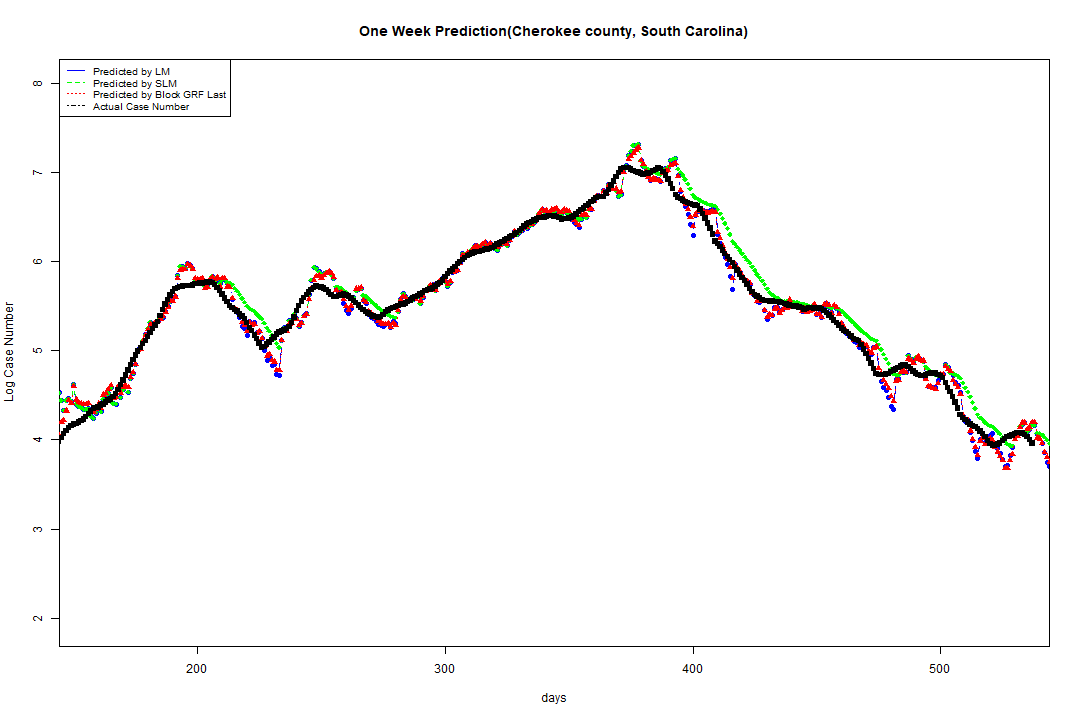 One Week Prediction(Cherokee county, South Carolina)
Predicted by LM
Predicted by SLM
Predicted by Block GRF Last
Actual Case Number
8
7
6
5
4
3
2
Log Case Number
200 300 400 500
days